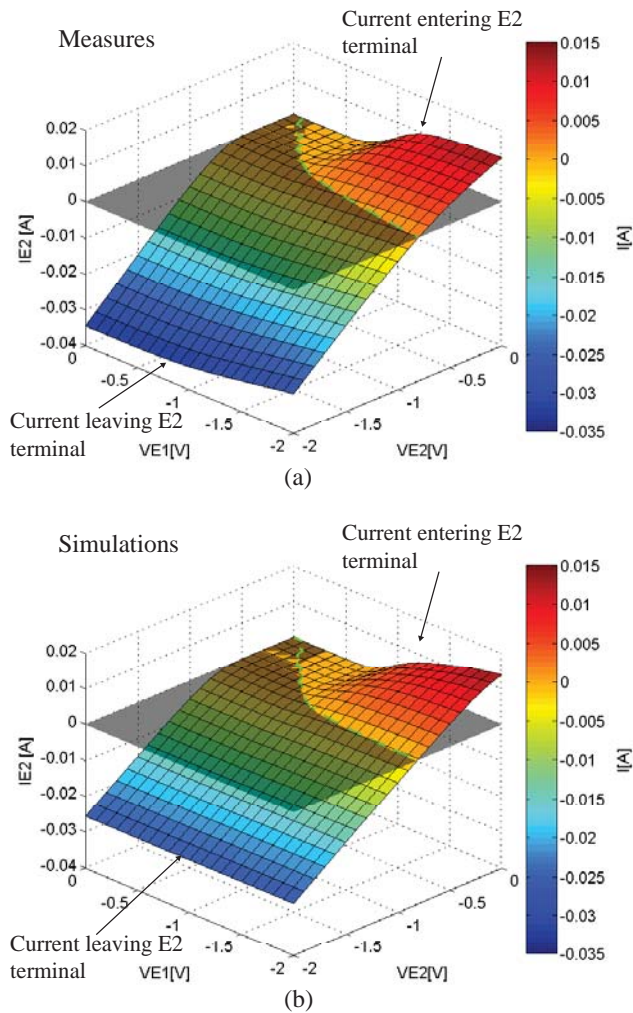 Measures
Current entering E2
terminal
0.02
0.01
0
-0.01
-0.02
-0.03
-0.04
IE2 [A]
0
-0.5
-1
-1.5
-2
VE1[V]
-2
-1.5
-1
-0.5
0
VE2[V]
0.015
0.01
0.005
0
-0.005
-0.01
-0.015
-0.02
-0.025
-0.03
-0.035
I[A]
Current leaving E2
terminal
(a)
Simulations
Current entering E2
terminal
0.02
0.01
0
-0.01
-0.02
-0.03
-0.04
IE2 [A]
0
-0.5
-1
-1.5
-2
VE1[V]
-2
-1.5
-1
-0.5
0
VE2[V]
0.015
0.01
0.005
0
-0.005
-0.01
-0.015
-0.02
-0.025
-0.03
-0.035
I[A]
Current leaving E2
terminal
(b)